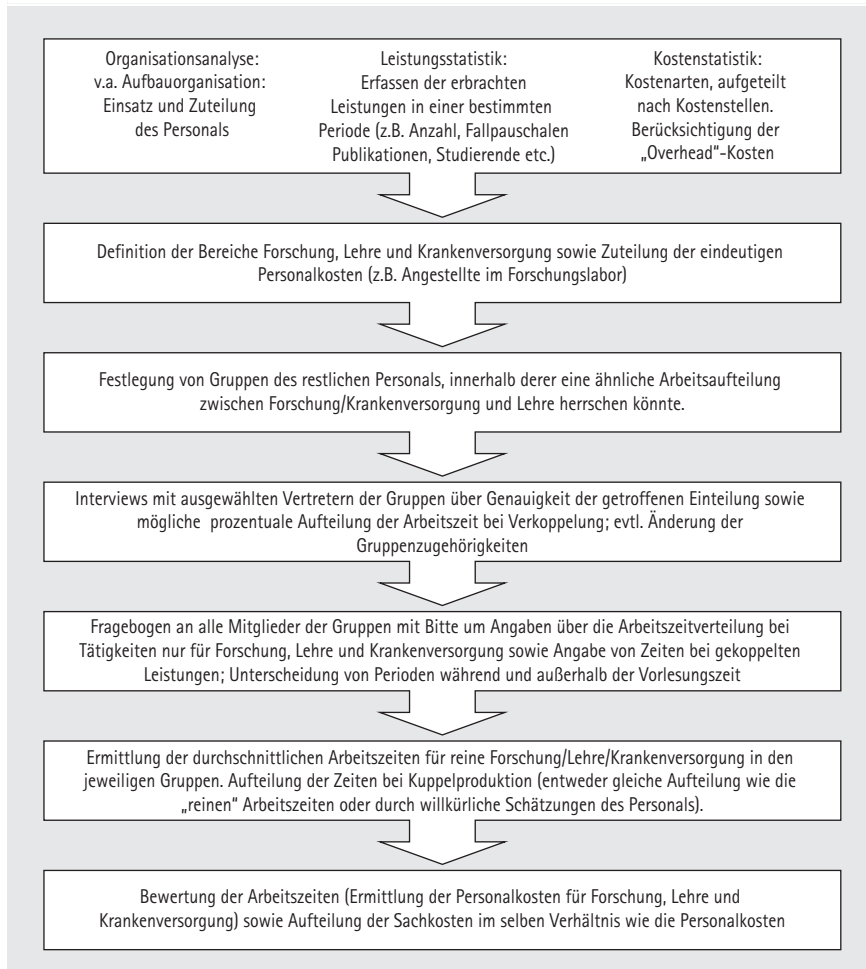 Organisationsanalyse:
v.a. Aufbauorganisation:
Einsatz und Zuteilung
des Personals
Leistungsstatistik:
Erfassen der erbrachten
Leistungen in einer bestimmten
Periode (z.B. Anzahl, Fallpauschalen
Publikationen, Studierende etc.)
Kostenstatistik:
Kostenarten, aufgeteilt
nach Kostenstellen.
Berücksichtigung der
„Overhead“-Kosten
Definition der Bereiche Forschung, Lehre und Krankenversorgung sowie Zuteilung der eindeutigen
Personalkosten (z.B. Angestellte im Forschungslabor)
Festlegung von Gruppen des restlichen Personals, innerhalb derer eine ähnliche Arbeitsaufteilung
zwischen Forschung/Krankenversorgung und Lehre herrschen könnte.
Interviews mit ausgewählten Vertretern der Gruppen über Genauigkeit der getroffenen Einteilung sowie
mögliche prozentuale Aufteilung der Arbeitszeit bei Verkoppelung; evtl. Änderung der
Gruppenzugehörigkeiten
Fragebogen an alle Mitglieder der Gruppen mit Bitte um Angaben über die Arbeitszeitverteilung bei
Tätigkeiten nur für Forschung, Lehre und Krankenversorgung sowie Angabe von Zeiten bei gekoppelten
Leistungen; Unterscheidung von Perioden während und außerhalb der Vorlesungszeit
Ermittlung der durchschnittlichen Arbeitszeiten für reine Forschung/Lehre/Krankenversorgung in den
jeweiligen Gruppen. Aufteilung der Zeiten bei Kuppelproduktion (entweder gleiche Aufteilung wie die
„reinen“ Arbeitszeiten oder durch willkürliche Schätzungen des Personals).
Bewertung der Arbeitszeiten (Ermittlung der Personalkosten für Forschung, Lehre und
Krankenversorgung) sowie Aufteilung der Sachkosten im selben Verhältnis wie die Personalkosten